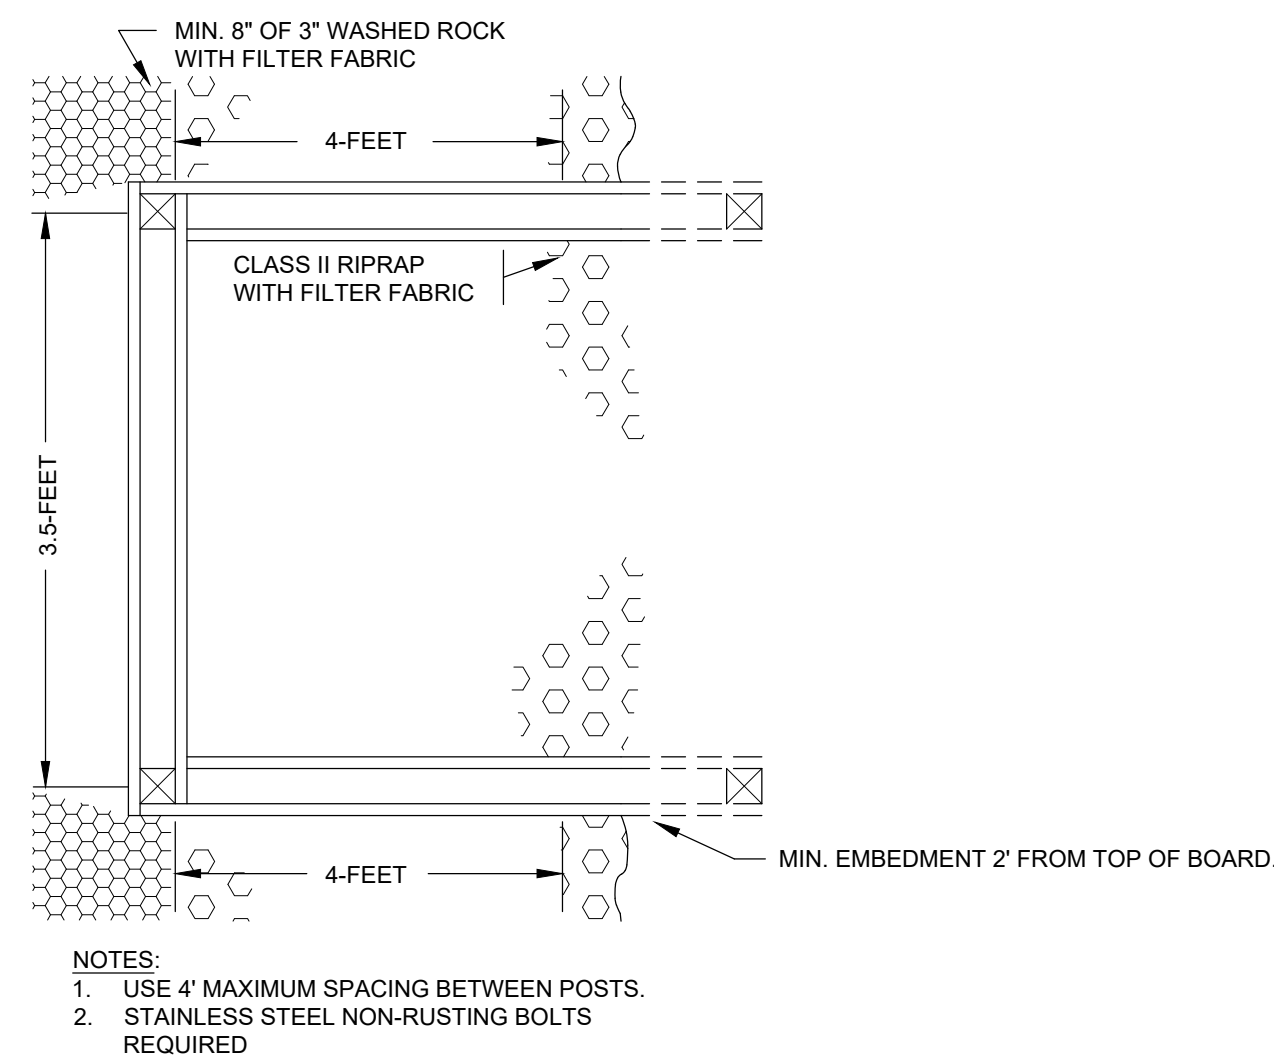 MIN. 8" OF 3" WASHED ROCK
WITH FILTER FABRIC
4-FEET
CLASS II RIPRAP
WITH FILTER FABRIC
3.5-FEET
MIN. EMBEDMENT 2' FROM TOP OF BOARD.
4-FEET
NOTES:
1. USE 4' MAXIMUM SPACING BETWEEN POSTS.
2. STAINLESS STEEL NON-RUSTING BOLTS
REQUIRED